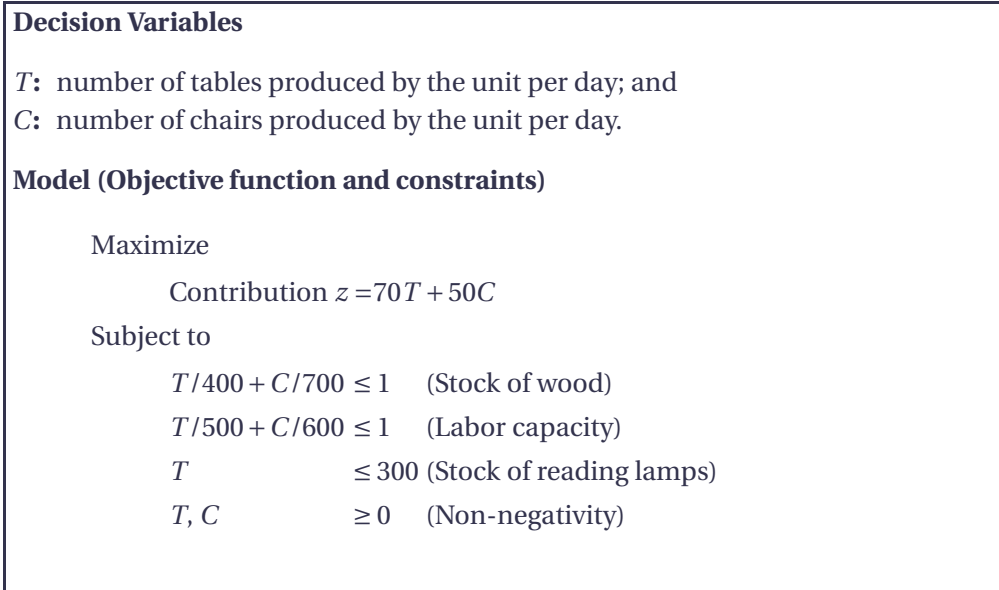 Decision Variables
T: number of tables produced by the unit per day; and
C: number of chairs produced by the unit per day.
Model (Objective function and constraints)
Maximize
Contribution z =70T + 50C
Subject to
T/400 + C/700 ≤ 1 (Stock of wood)
T/500 + C/600 ≤ 1 (Labor capacity)
T ≤ 300 (Stock of reading lamps)
T, C ≥ 0 (Non-negativity)